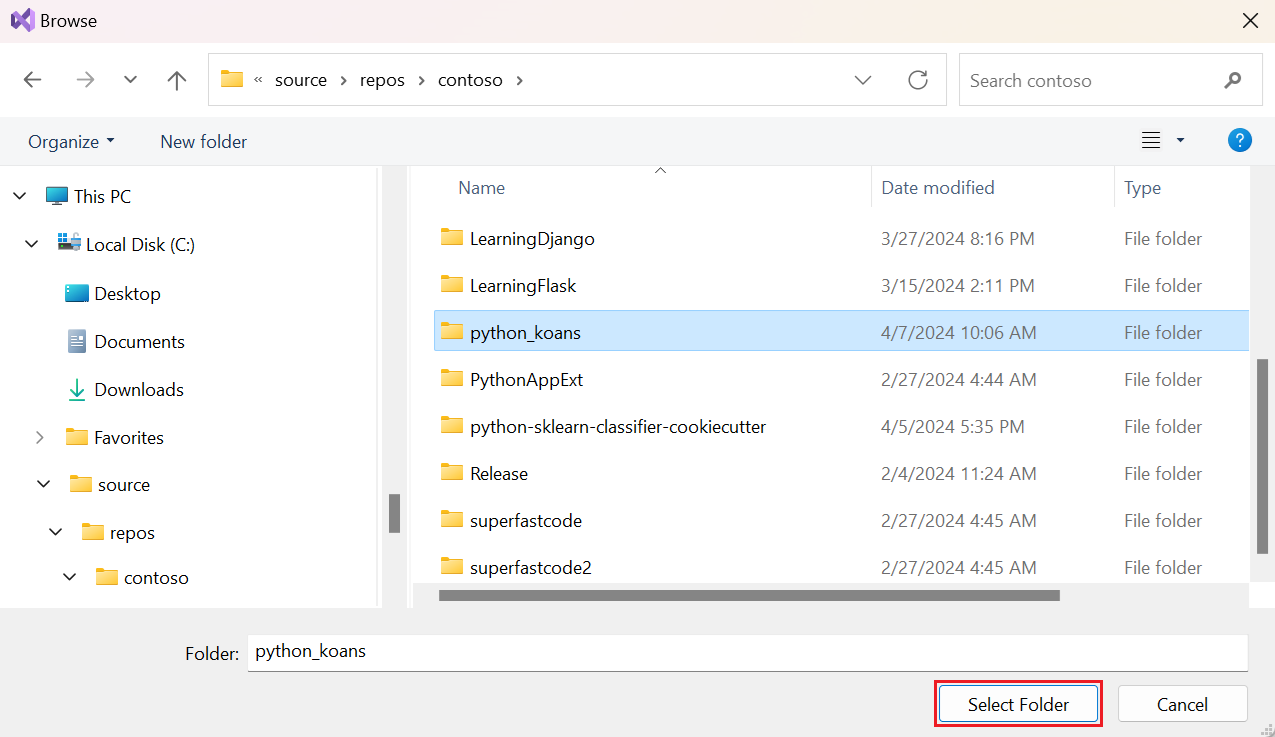 Browse
« source > repos > contoso >
Search contoso
Organize
New folder
?
This PC
Local Disk (C:)
Desktop
Documents
Downloads
Favorites
source
repos
contoso
Name Date modified Type
LearningDjango 3/27/2024 8:16 PM File folder
LearningFlask 3/15/2024 2:11 PM File folder
python_koans 4/7/2024 10:06 AM File folder
PythonAppExt 2/27/2024 4:44 AM File folder
python-sklearn-classifier-cookiecutter 4/5/2024 5:35 PM File folder
Release 2/4/2024 11:24 AM File folder
superfastcode 2/27/2024 4:45 AM File folder
superfastcode2 2/27/2024 4:45 AM File folder
Folder: python_koans
Select Folder Cancel